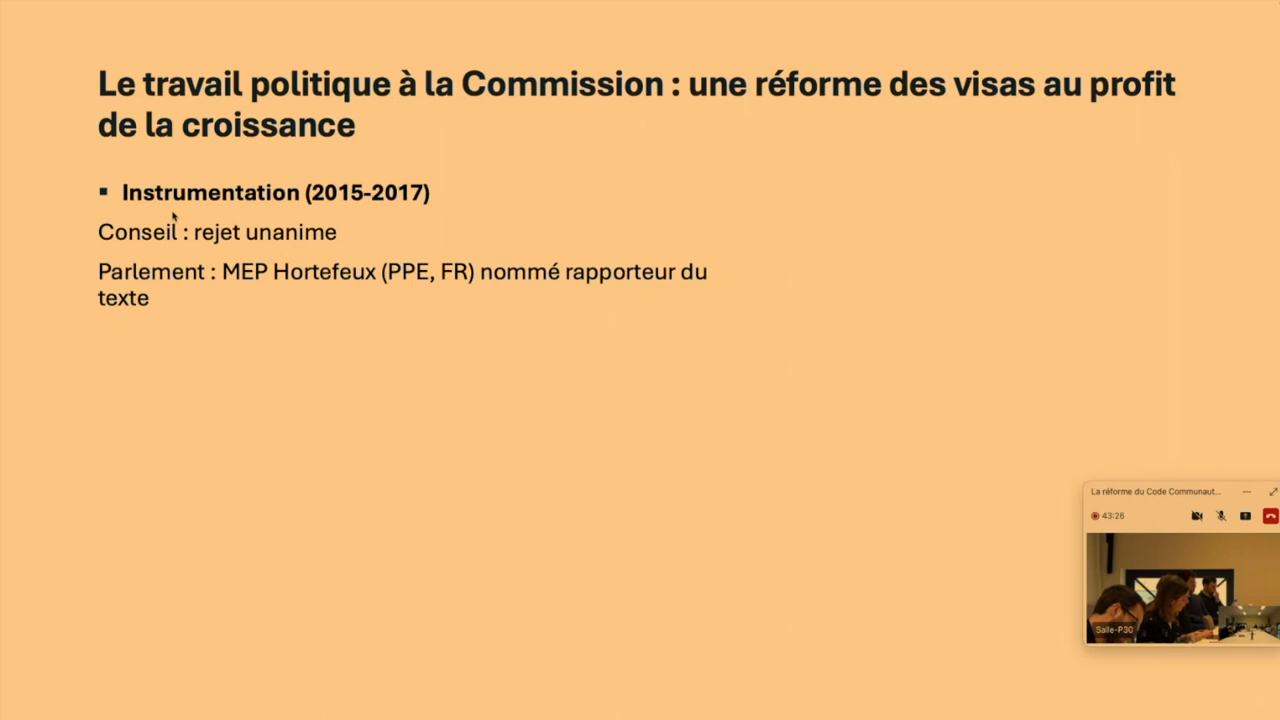 Le travail politique à la Commission : une réforme des visas au profit
de la croissance
▪ Instrumentation (2015-2017)
Conseil : rejet unanime
Parlement : MEP Hortefeux (PPE, FR) nommé rapporteur du
texte
La réforme du Code Communaut...
43:26
Salle-P30